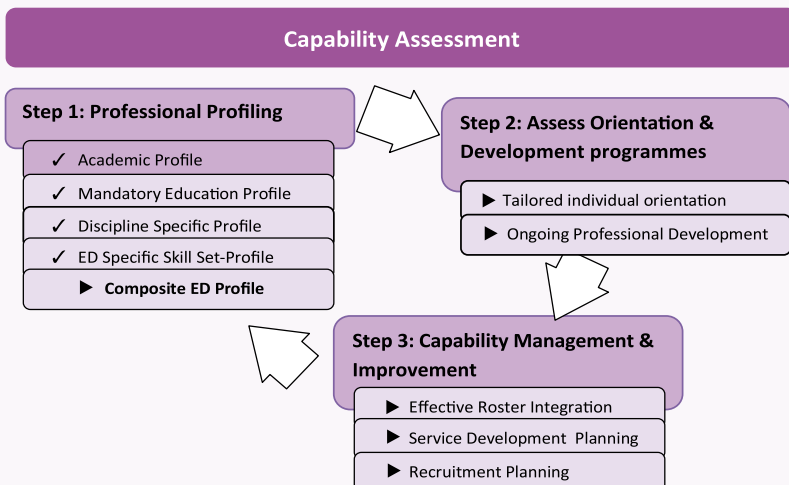 Capability Assessment
Step 1: Professional Profiling
✓ Academic Profile
✓ Mandatory Education Profile
✓ Discipline Specific Profile
✓ ED Specific Skill Set-Profile
▶ Composite ED Profile
Step 2: Assess Orientation &
Development programmes
▶ Tailored individual orientation
▶ Ongoing Professional Development
Step 3: Capability Management &
Improvement
▶ Effective Roster Integration
▶ Service Development Planning
▶ Recruitment Planning